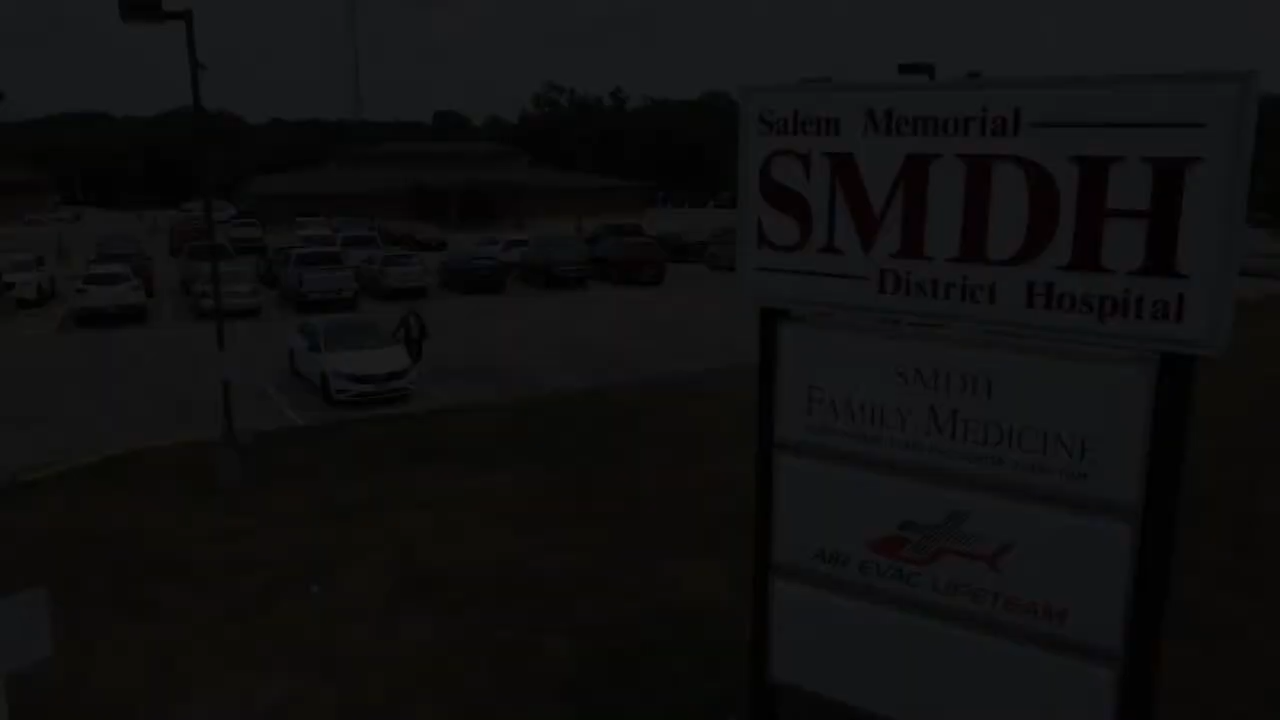 Salem Memorial
SMDH
District Hospital
SMDH
FAMILY MEDICINE
AIR EVAC LIFETEAM